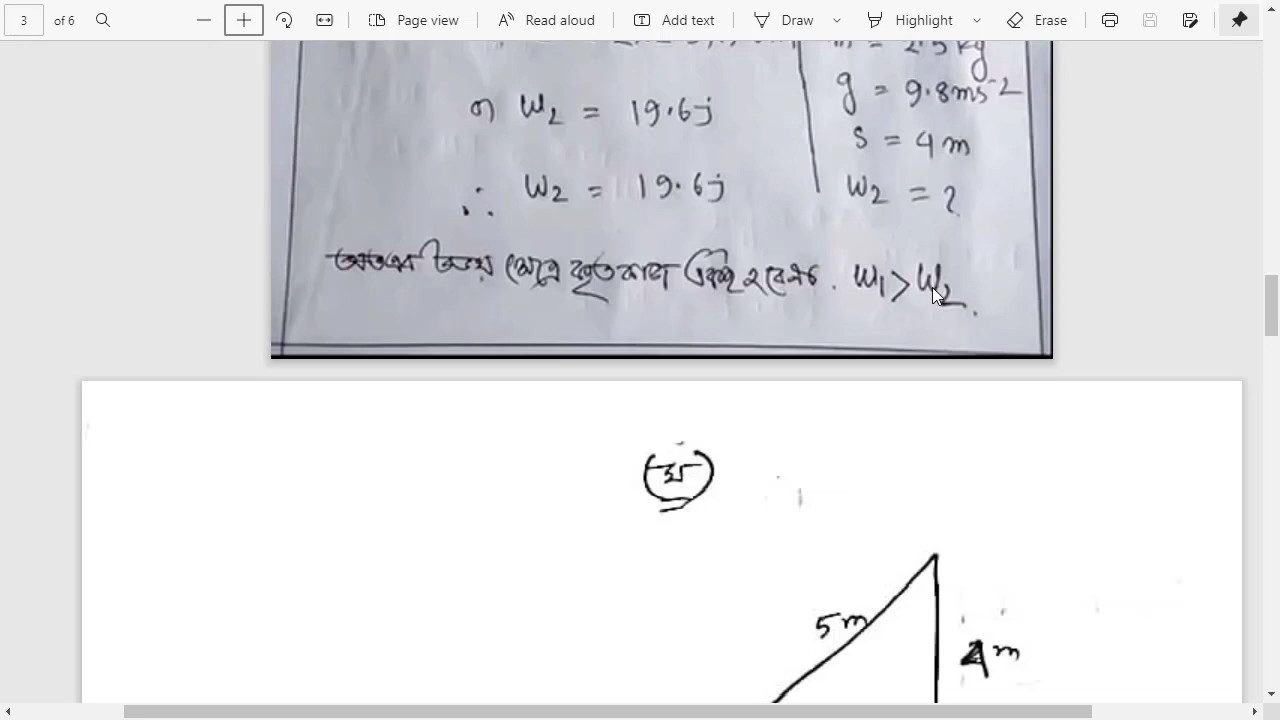 3 of 6 Page view Read aloud Add text Draw Highlight Erase
g = 9.8ms-2
বা W2 = 19.6j
s = 4m
∴ W2 = 19.6j
W2 = ?
ক্ষেত্রে কৃতকাজ W1 > W2.
ঘ
5m
4m